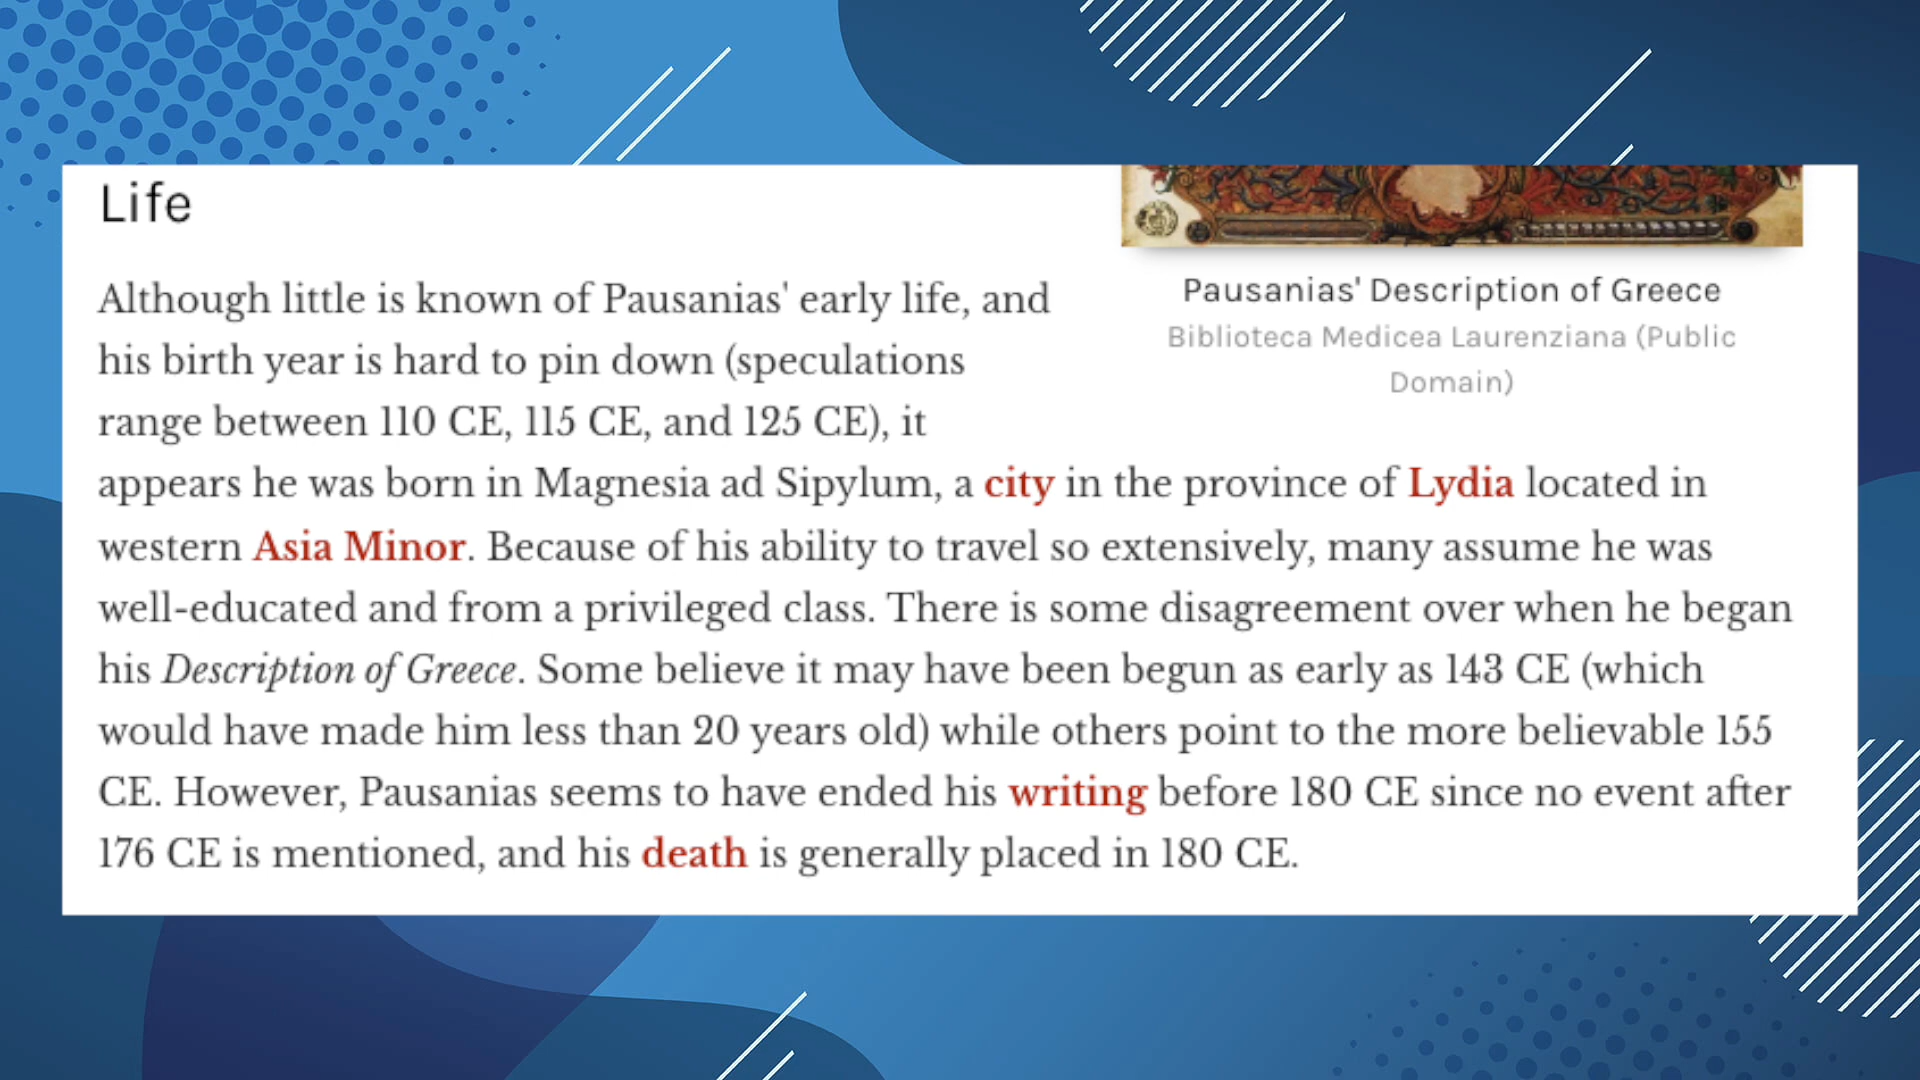 Life
Although little is known of Pausanias' early life, and
his birth year is hard to pin down (speculations
range between 110 CE, 115 CE, and 125 CE), it
appears he was born in Magnesia ad Sipylum, a city in the province of Lydia located in
western Asia Minor. Because of his ability to travel so extensively, many assume he was
well-educated and from a privileged class. There is some disagreement over when he began
his Description of Greece. Some believe it may have been begun as early as 143 CE (which
would have made him less than 20 years old) while others point to the more believable 155
CE. However, Pausanias seems to have ended his writing before 180 CE since no event after
176 CE is mentioned, and his death is generally placed in 180 CE.
Pausanias' Description of Greece
Biblioteca Medicea Laurenziana (Public
Domain)